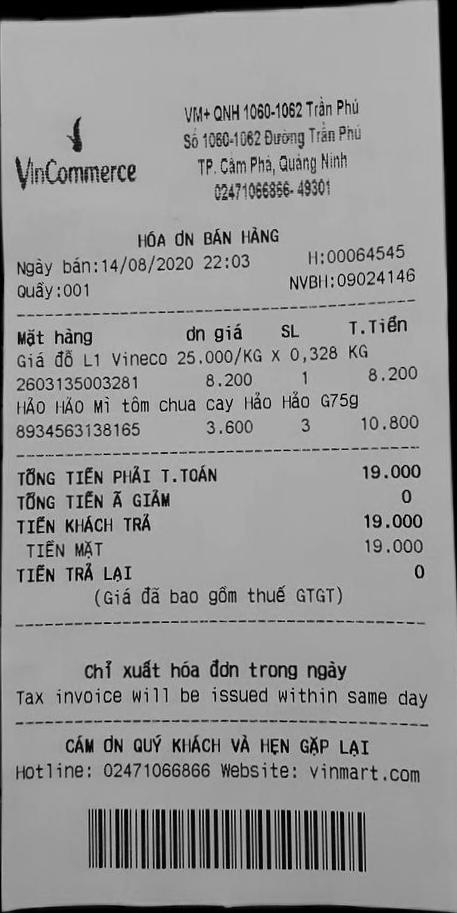 VM+ QNH 1060-1062 Trần Phú
Số 1060-1062 Đường Trần Phú
TP. Cẩm Phả, Quảng Ninh
02471066866- 49301
VinCommerce
HÓA ƠN BÁN HÀNG
Ngày bán:14/08/2020 22:03 H:00064545
Quầy:001 NVBH:09024146
Mặt hàng ơn giá SL T.Tiền
Giá đỗ L1 Vineco 25.000/KG X 0,328 KG
2603135003281 8.200 1 8.200
HẢO HẢO Mì tôm chua cay Hảo Hảo G75g
8934563138165 3.600 3 10.800
TỔNG TIỀN PHẢI T.TOÁN 19.000
TỔNG TIỀN Ã GIẢM 0
TIỀN KHÁCH TRẢ 19.000
TIỀN MẶT 19.000
TIỀN TRẢ LẠI 0
(Giá đã bao gồm thuế GTGT)
Chỉ xuất hóa đơn trong ngày
Tax invoice will be issued within same day
CÁM ƠN QUÝ KHÁCH VÀ HẸN GẶP LẠI
Hotline: 02471066866 Website: vinmart.com